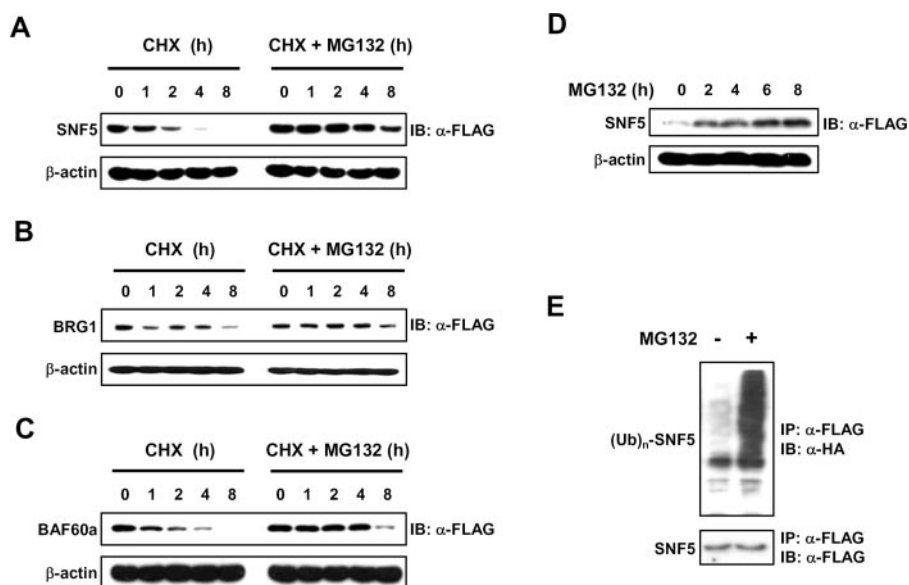 A
CHX (h)
CHX + MG132 (h)
0 1 2 4 8
0 1 2 4 8
SNF5
IB: α-FLAG
β-actin
B
CHX (h)
CHX + MG132 (h)
0 1 2 4 8
0 1 2 4 8
BRG1
IB: α-FLAG
β-actin
C
CHX (h)
CHX + MG132 (h)
0 1 2 4 8
0 1 2 4 8
BAF60a
IB: α-FLAG
β-actin
D
MG132 (h) 0 2 4 6 8
SNF5
IB: α-FLAG
β-actin
E
MG132 - +
(Ub)n-SNF5
IP: α-FLAG
IB: α-HA
SNF5
IP: α-FLAG
IB: α-FLAG